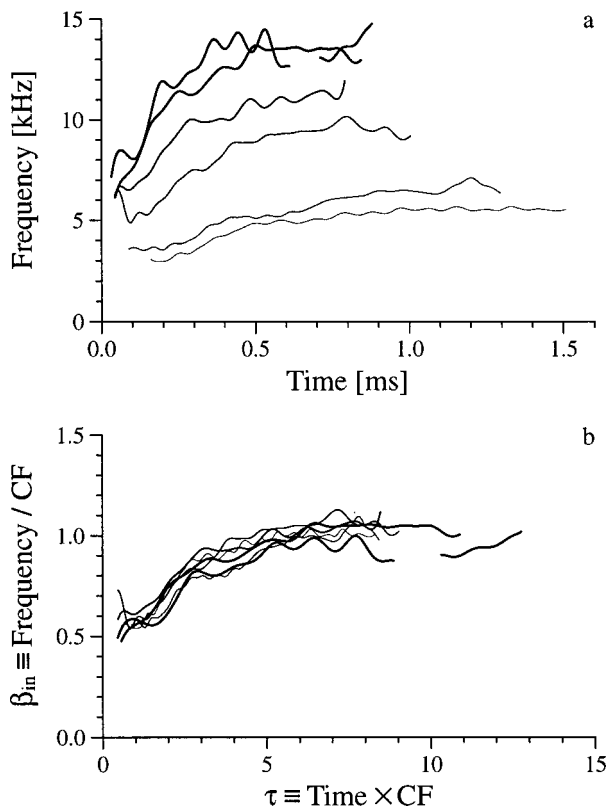 a
15
10
5
0
Frequency [kHz]
0.0 0.5 1.0 1.5
Time [ms]
b
1.5
1.0
0.5
0.0
β_in ≡ Frequency / CF
0 5 10 15
τ ≡ Time × CF